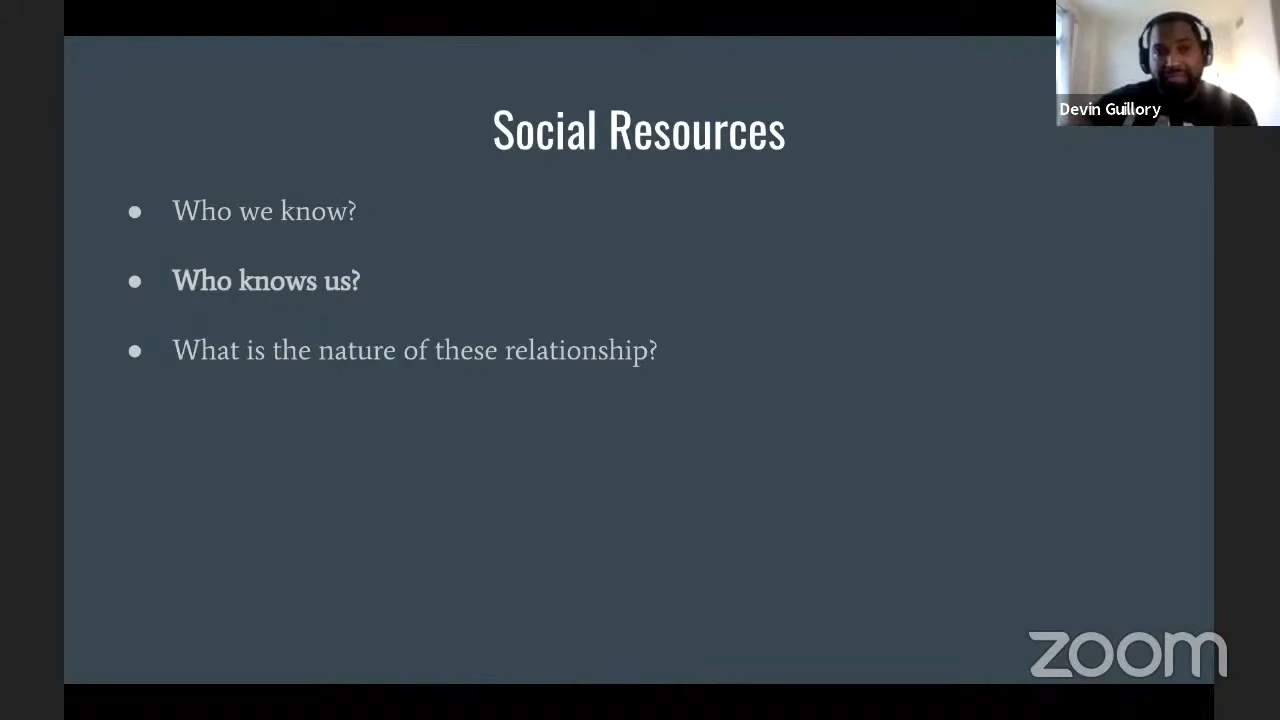 Devin Guillory
Social Resources
● Who we know?
● Who knows us?
● What is the nature of these relationship?
zoom